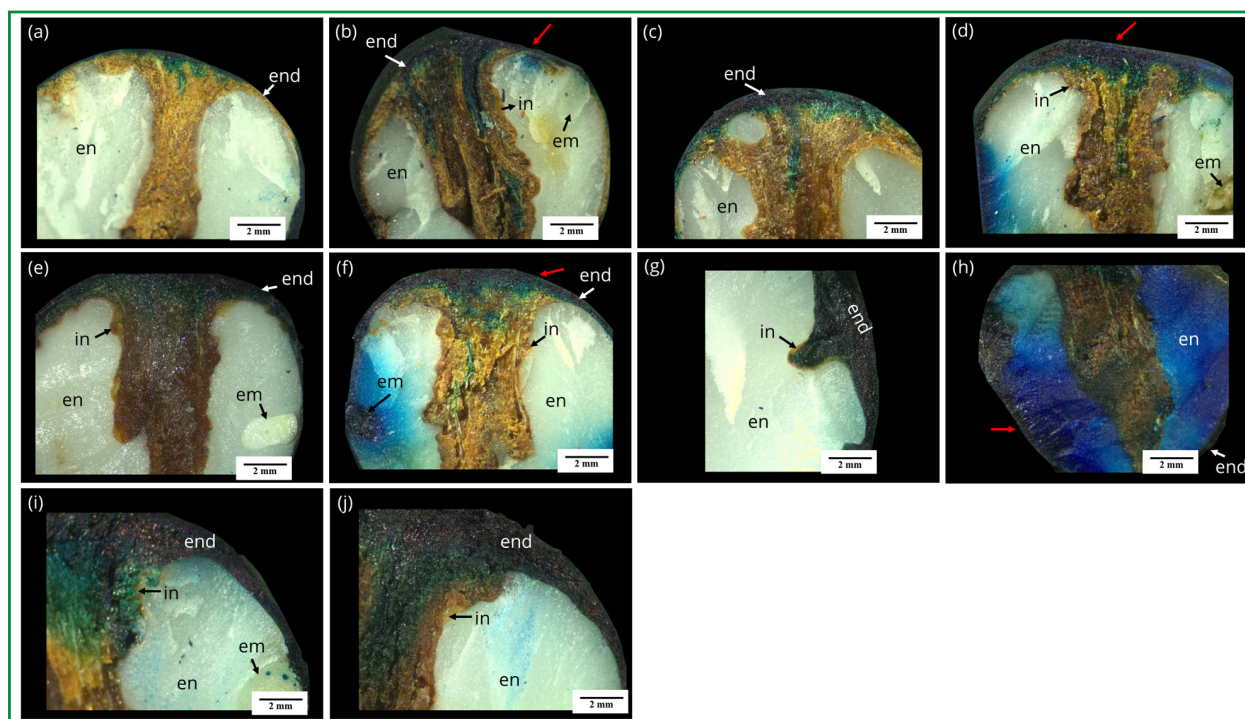 (a)
end
en
2 mm
(b)
end
in
em
en
2 mm
(c)
end
en
2 mm
(d)
in
en
em
2 mm
(e)
end
in
en
em
2 mm
(f)
end
in
em
en
2 mm
(g)
end
in
en
2 mm
(h)
en
end
2 mm
(i)
end
in
em
en
2 mm
(j)
end
in
en
2 mm